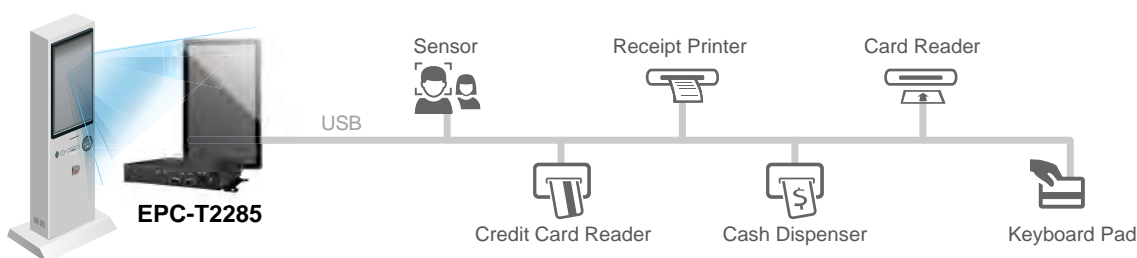 Sensor
Receipt Printer
Card Reader
USB
EPC-T2285
Credit Card Reader
Cash Dispenser
Keyboard Pad
$